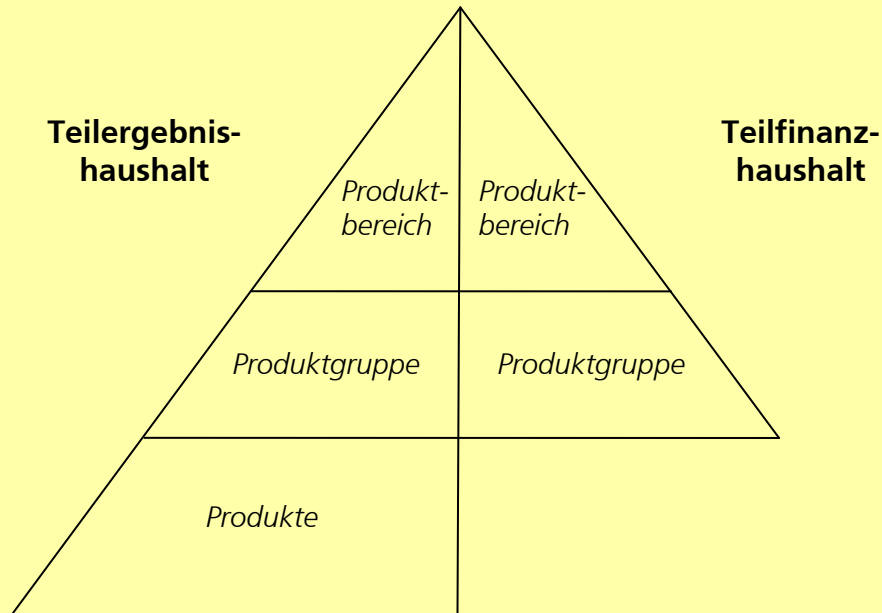 Teilergebnis-
haushalt
Teilfinanz-
haushalt
Produkt-
bereich
Produkt-
bereich
Produktgruppe
Produktgruppe
Produkte